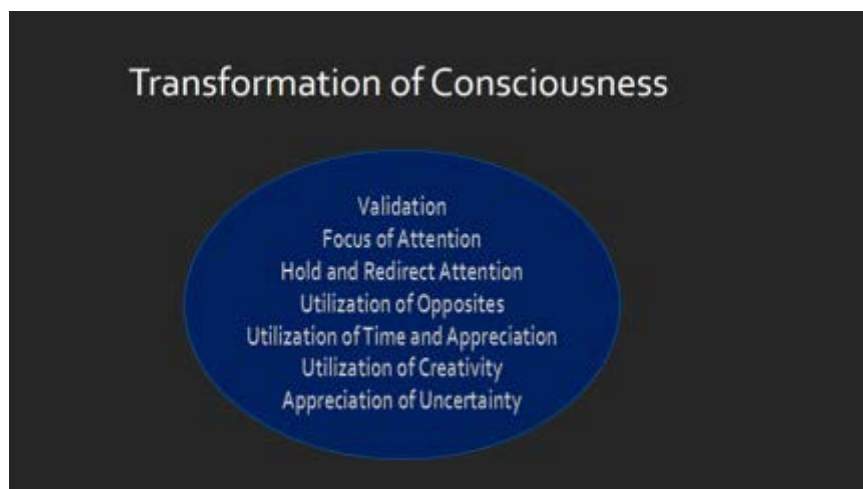 Transformation of Consciousness
Validation
Focus of Attention
Hold and Redirect Attention
Utilization of Opposites
Utilization of Time and Appreciation
Utilization of Creativity
Appreciation of Uncertainty